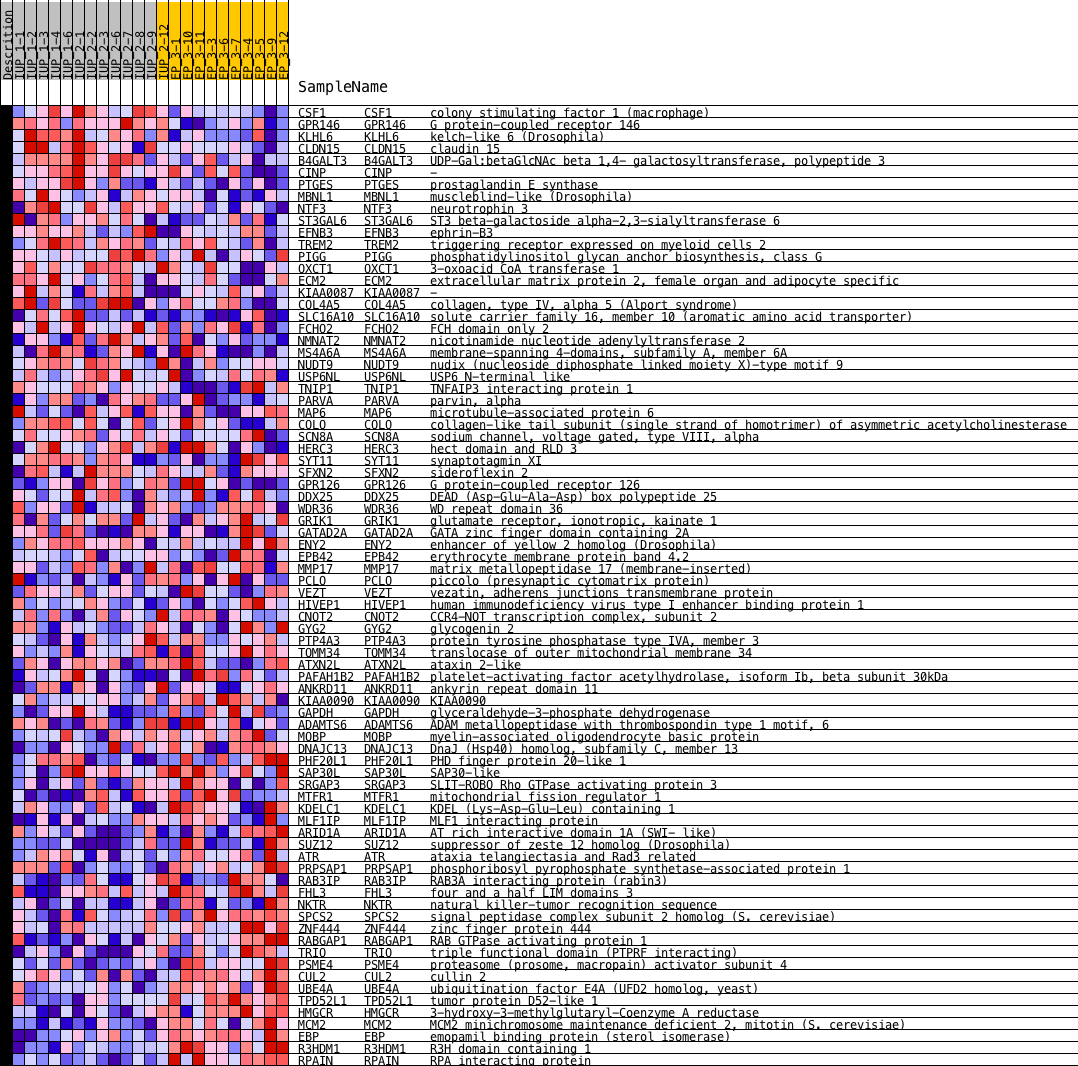 Descrition
IUP_1-1
IUP_1-2
IUP_1-3
IUP_1-4
IUP_1-6
IUP_2-1
IUP_2-2
IUP_2-3
IUP_2-6
IUP_2-7
IUP_2-8
IUP_2-9
IUP_2-12
EP_3-1
EP_3-10
EP_3-11
EP_3-3
EP_3-6
EP_3-7
EP_3-4
EP_3-5
EP_3-9
EP_3-12
SampleName
CSF1 CSF1 colony stimulating factor 1 (macrophage)
GPR146 GPR146 G protein-coupled receptor 146
KLHL6 KLHL6 kelch-like 6 (Drosophila)
CLDN15 CLDN15 claudin 15
B4GALT3 B4GALT3 UDP-Gal:betaGlcNAc beta 1,4- galactosyltransferase, polypeptide 3
CINP CINP -
PTGES PTGES prostaglandin E synthase
MBNL1 MBNL1 muscleblind-like (Drosophila)
NTF3 NTF3 neurotrophin 3
ST3GAL6 ST3GAL6 ST3 beta-galactoside alpha-2,3-sialyltransferase 6
EFNB3 EFNB3 ephrin-B3
TREM2 TREM2 triggering receptor expressed on myeloid cells 2
PIGG PIGG phosphatidylinositol glycan anchor biosynthesis, class G
OXCT1 OXCT1 3-oxoacid CoA transferase 1
ECM2 ECM2 extracellular matrix protein 2, female organ and adipocyte specific
KIAA0087 KIAA0087 -
COL4A5 COL4A5 collagen, type IV, alpha 5 (Alport syndrome)
SLC16A10 SLC16A10 solute carrier family 16, member 10 (aromatic amino acid transporter)
FCHO2 FCHO2 FCH domain only 2
NMNAT2 NMNAT2 nicotinamide nucleotide adenylyltransferase 2
MS4A6A MS4A6A membrane-spanning 4-domains, subfamily A, member 6A
NUDT9 NUDT9 nudix (nucleoside diphosphate linked moiety X)-type motif 9
USP6NL USP6NL USP6 N-terminal like
TNIP1 TNIP1 TNFAIP3 interacting protein 1
PARVA PARVA parvin, alpha
MAP6 MAP6 microtubule-associated protein 6
COLQ COLQ collagen-like tail subunit (single strand of homotrimer) of asymmetric acetylcholinesterase
SCN8A SCN8A sodium channel, voltage gated, type VIII, alpha
HERC3 HERC3 hect domain and RLD 3
SYT11 SYT11 synaptotagmin XI
SFXN2 SFXN2 sideroflexin 2
GPR126 GPR126 G protein-coupled receptor 126
DDX25 DDX25 DEAD (Asp-Glu-Ala-Asp) box polypeptide 25
WDR36 WDR36 WD repeat domain 36
GRIK1 GRIK1 glutamate receptor, ionotropic, kainate 1
GATAD2A GATAD2A GATA zinc finger domain containing 2A
ENY2 ENY2 enhancer of yellow 2 homolog (Drosophila)
EPB42 EPB42 erythrocyte membrane protein band 4.2
MMP17 MMP17 matrix metallopeptidase 17 (membrane-inserted)
PCLO PCLO piccolo (presynaptic cytomatrix protein)
VEZT VEZT vezatin, adherens junctions transmembrane protein
HIVEP1 HIVEP1 human immunodeficiency virus type I enhancer binding protein 1
CNOT2 CNOT2 CCR4-NOT transcription complex, subunit 2
GYG2 GYG2 glycogenin 2
PTP4A3 PTP4A3 protein tyrosine phosphatase type IVA, member 3
TOMM34 TOMM34 translocase of outer mitochondrial membrane 34
ATXN2L ATXN2L ataxin 2-like
PAFAH1B2 PAFAH1B2 platelet-activating factor acetylhydrolase, isoform Ib, beta subunit 30kDa
ANKRD11 ANKRD11 ankyrin repeat domain 11
KIAA0090 KIAA0090 KIAA0090
GAPDH GAPDH glyceraldehyde-3-phosphate dehydrogenase
ADAMTS6 ADAMTS6 ADAM metallopeptidase with thrombospondin type 1 motif, 6
MOBP MOBP myelin-associated oligodendrocyte basic protein
DNAJC13 DNAJC13 DnaJ (Hsp40) homolog, subfamily C, member 13
PHF20L1 PHF20L1 PHD finger protein 20-like 1
SAP30L SAP30L SAP30-like
SRGAP3 SRGAP3 SLIT-ROBO Rho GTPase activating protein 3
MTFR1 MTFR1 mitochondrial fission regulator 1
KDELC1 KDELC1 KDEL (Lys-Asp-Glu-Leu) containing 1
MLF1IP MLF1IP MLF1 interacting protein
ARID1A ARID1A AT rich interactive domain 1A (SWI- like)
SUZ12 SUZ12 suppressor of zeste 12 homolog (Drosophila)
ATR ATR ataxia telangiectasia and Rad3 related
PRPSAP1 PRPSAP1 phosphoribosyl pyrophosphate synthetase-associated protein 1
RAB3IP RAB3IP RAB3A interacting protein (rabin3)
FHL3 FHL3 four and a half LIM domains 3
NKTR NKTR natural killer-tumor recognition sequence
SPCS2 SPCS2 signal peptidase complex subunit 2 homolog (S. cerevisiae)
ZNF444 ZNF444 zinc finger protein 444
RABGAP1 RABGAP1 RAB GTPase activating protein 1
TRIO TRIO triple functional domain (PTPRF interacting)
PSME4 PSME4 proteasome (prosome, macropain) activator subunit 4
CUL2 CUL2 cullin 2
UBE4A UBE4A ubiquitination factor E4A (UFD2 homolog, yeast)
TPD52L1 TPD52L1 tumor protein D52-like 1
HMGCR HMGCR 3-hydroxy-3-methylglutaryl-Coenzyme A reductase
MCM2 MCM2 MCM2 minichromosome maintenance deficient 2, mitotin (S. cerevisiae)
EBP EBP emopamil binding protein (sterol isomerase)
R3HDM1 R3HDM1 R3H domain containing 1
RPAIN RPAIN RPA interacting protein